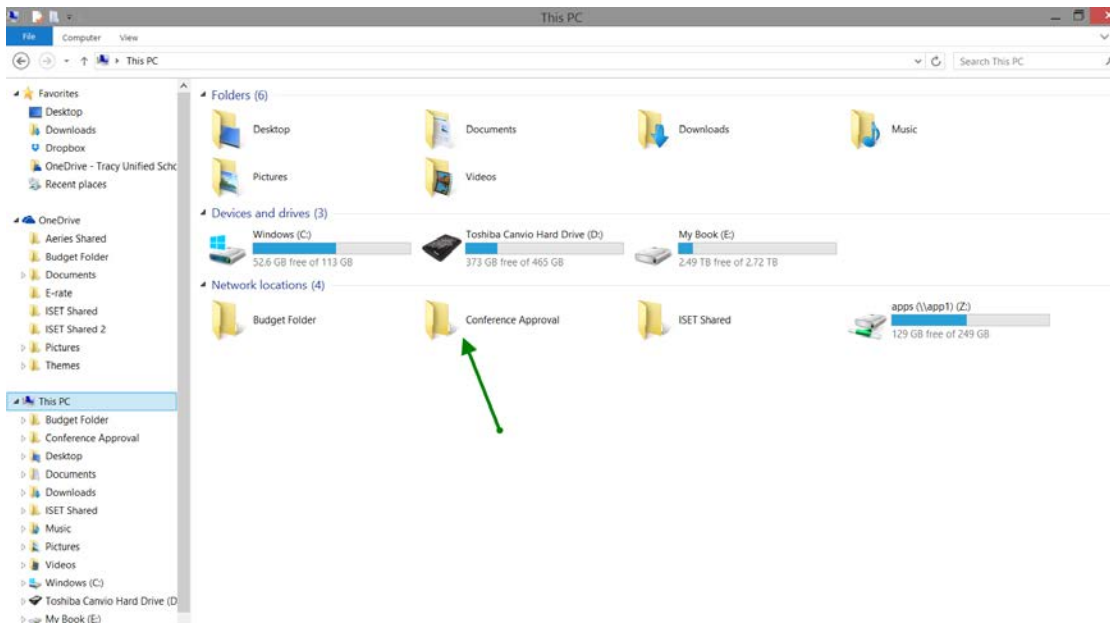 This PC
File Computer View
This PC
Search This PC
Favorites
Desktop
Downloads
Dropbox
OneDrive - Tracy Unified Schc
Recent places
OneDrive
Aeries Shared
Budget Folder
Documents
E-rate
ISET Shared
ISET Shared 2
Pictures
Themes
This PC
Budget Folder
Conference Approval
Desktop
Documents
Downloads
ISET Shared
Music
Pictures
Videos
Windows (C:)
Toshiba Canvio Hard Drive (D
My Book (E:)
Folders (6)
Desktop
Documents
Downloads
Music
Pictures
Videos
Devices and drives (3)
Windows (C:)
52.6 GB free of 113 GB
Toshiba Canvio Hard Drive (D:)
373 GB free of 465 GB
My Book (E:)
2.49 TB free of 2.72 TB
Network locations (4)
Budget Folder
Conference Approval
ISET Shared
apps (\\app1) (Z:)
129 GB free of 249 GB